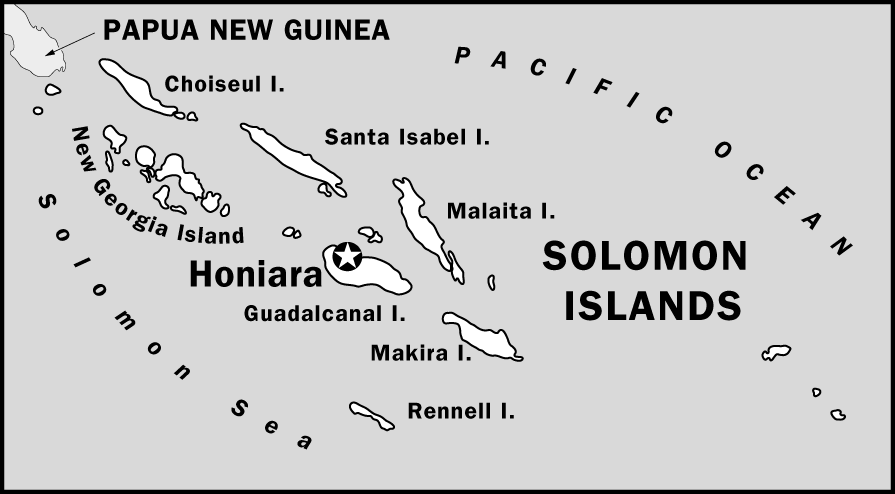 PAPUA NEW GUINEA
PACIFIC OCEAN
Choiseul I.
Santa Isabel I.
New Georgia Island
Malaita I.
Solomon Sea
SOLOMON
ISLANDS
Honiara
Guadalcanal I.
Makira I.
Rennell I.